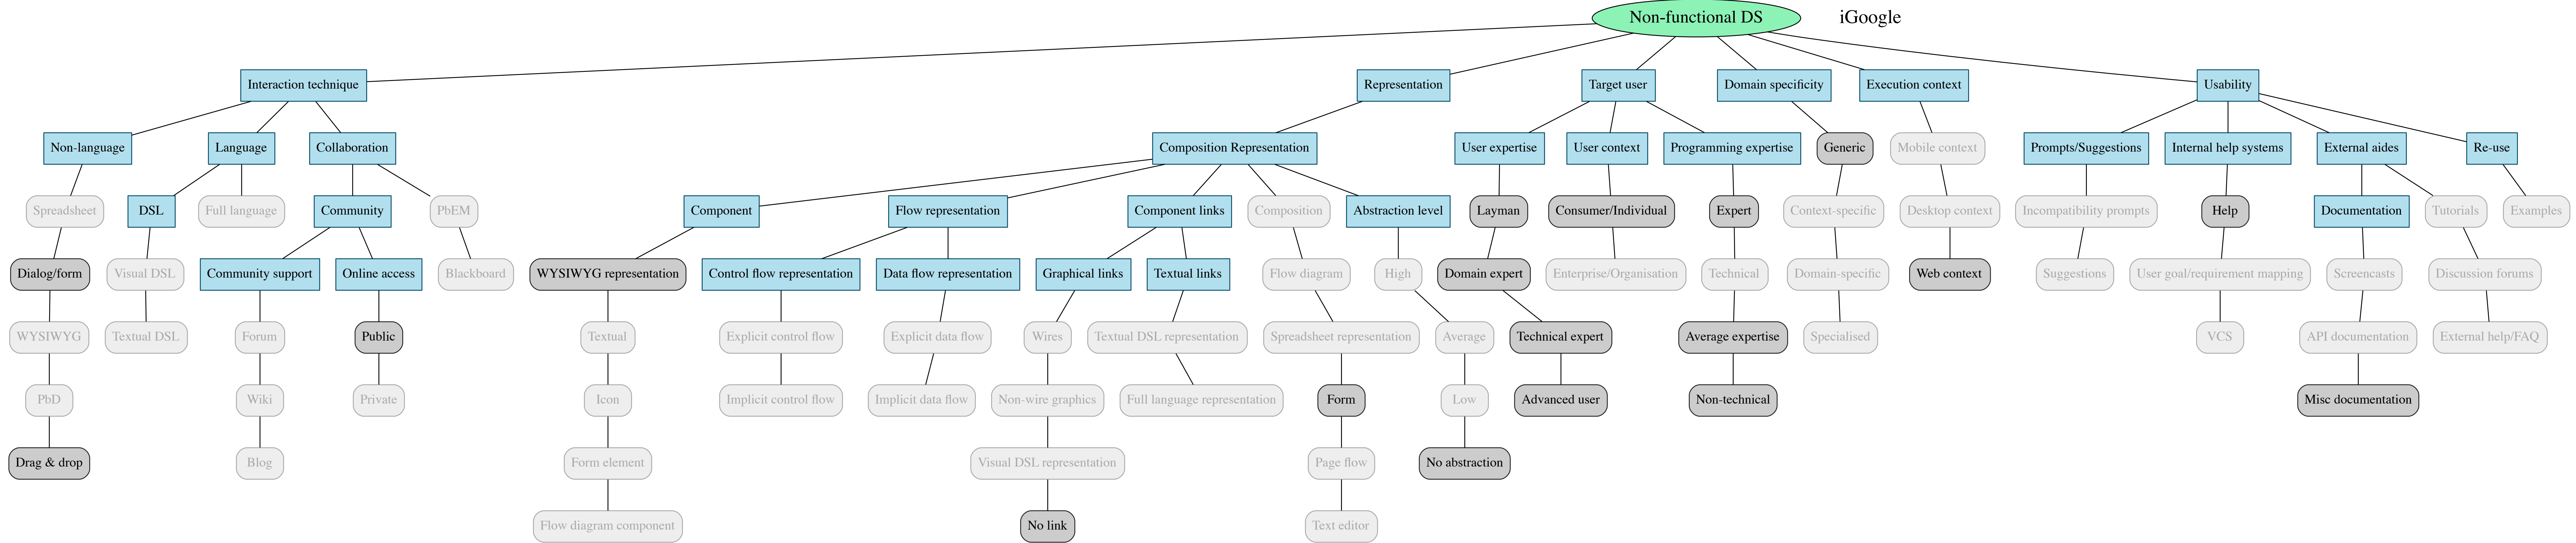 Non-functional DS
iGoogle
Interaction technique
Representation
Target user
Domain specificity
Execution context
Usability
Non-language
Language
Collaboration
Composition Representation
User expertise
User context
Programming expertise
Generic
Mobile context
Prompts/Suggestions
Internal help systems
External aides
Re-use
Spreadsheet
DSL
Full language
Community
PbEM
Component
Flow representation
Component links
Composition
Abstraction level
Layman
Consumer/Individual
Expert
Context-specific
Desktop context
Incompatibility prompts
Help
Documentation
Tutorials
Examples
Dialog/form
Visual DSL
Community support
Online access
Blackboard
WYSIWYG representation
Control flow representation
Data flow representation
Graphical links
Textual links
Flow diagram
High
Domain expert
Enterprise/Organisation
Technical
Domain-specific
Web context
Suggestions
User goal/requirement mapping
Screencasts
Discussion forums
WYSIWYG
Textual DSL
Forum
Public
Textual
Explicit control flow
Explicit data flow
Wires
Textual DSL representation
Spreadsheet representation
Average
Technical expert
Average expertise
Specialised
VCS
API documentation
External help/FAQ
PbD
Wiki
Private
Icon
Implicit control flow
Implicit data flow
Non-wire graphics
Full language representation
Form
Low
Advanced user
Non-technical
Misc documentation
Drag & drop
Blog
Form element
Visual DSL representation
Page flow
No abstraction
Flow diagram component
No link
Text editor